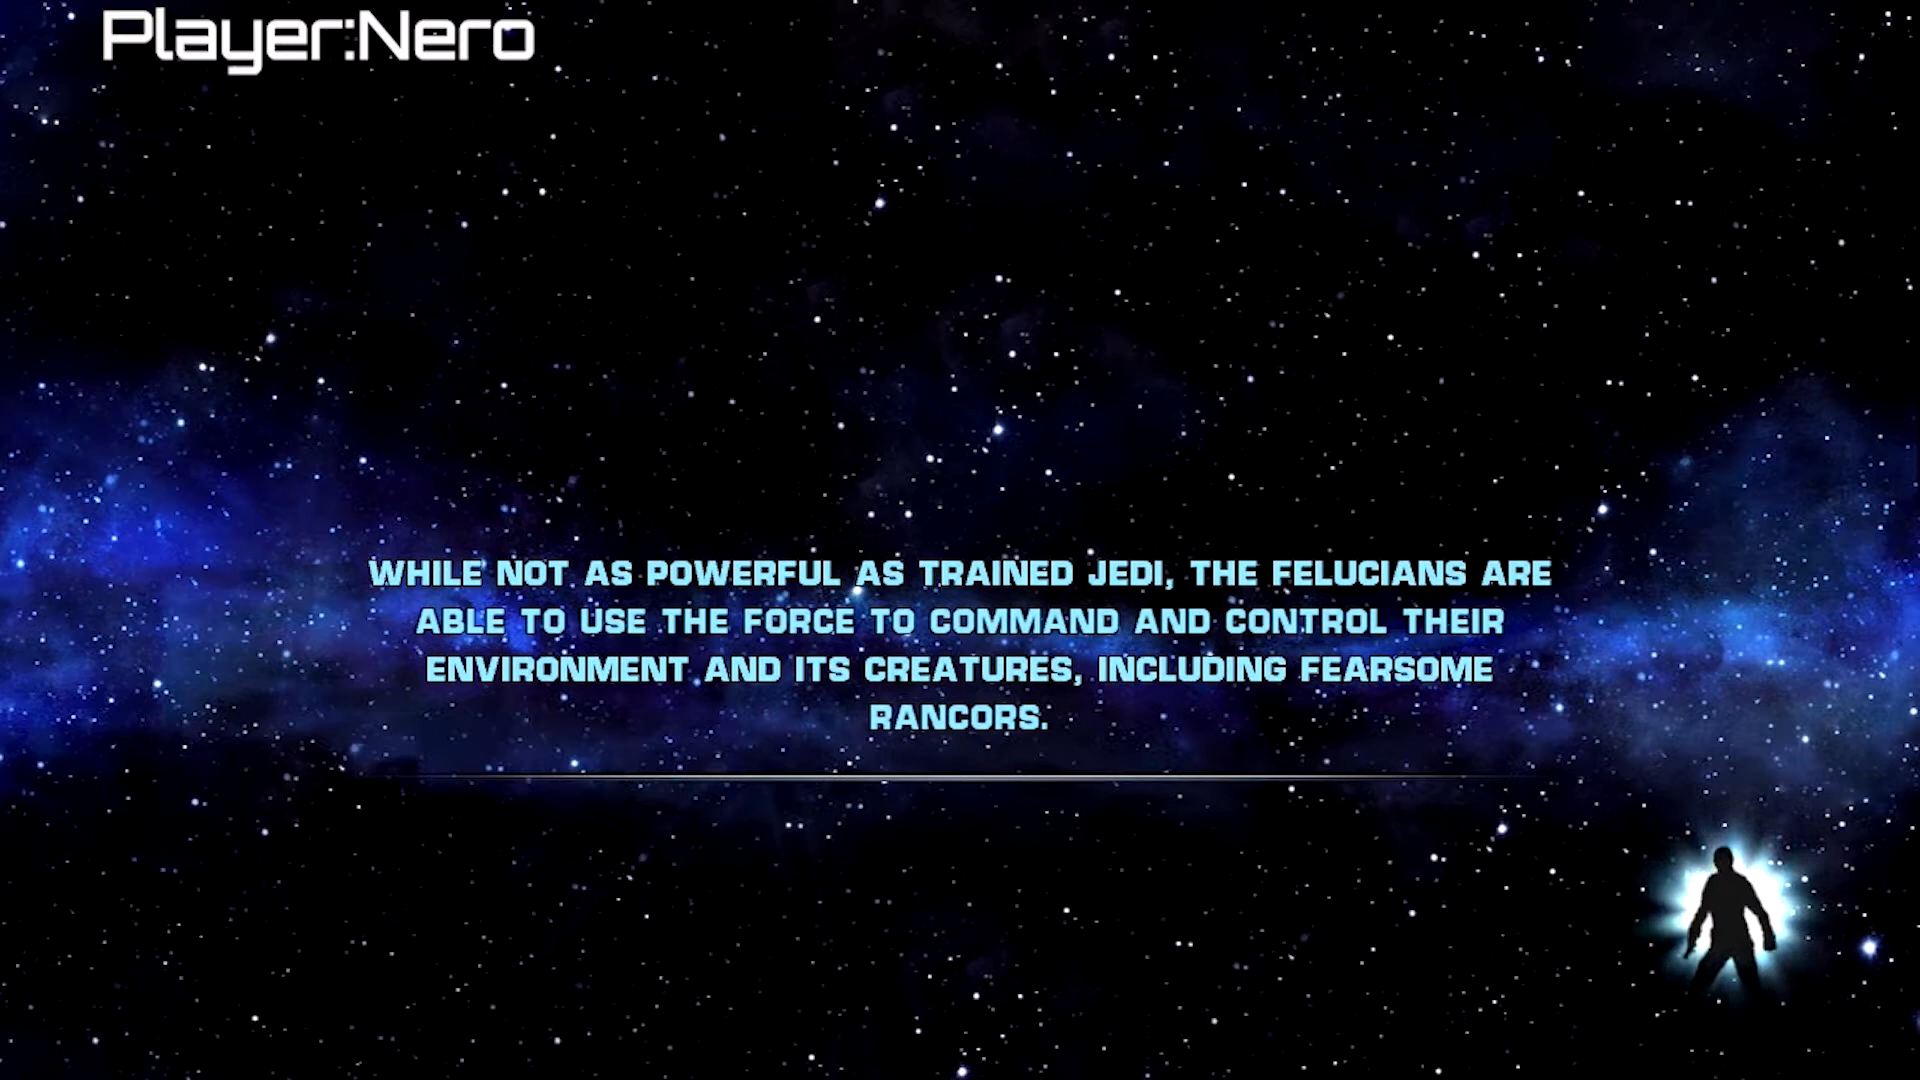 Player:Nero
WHILE NOT AS POWERFUL AS TRAINED JEDI, THE FELUCIANS ARE
ABLE TO USE THE FORCE TO COMMAND AND CONTROL THEIR
ENVIRONMENT AND ITS CREATURES, INCLUDING FEARSOME
RANCORS.